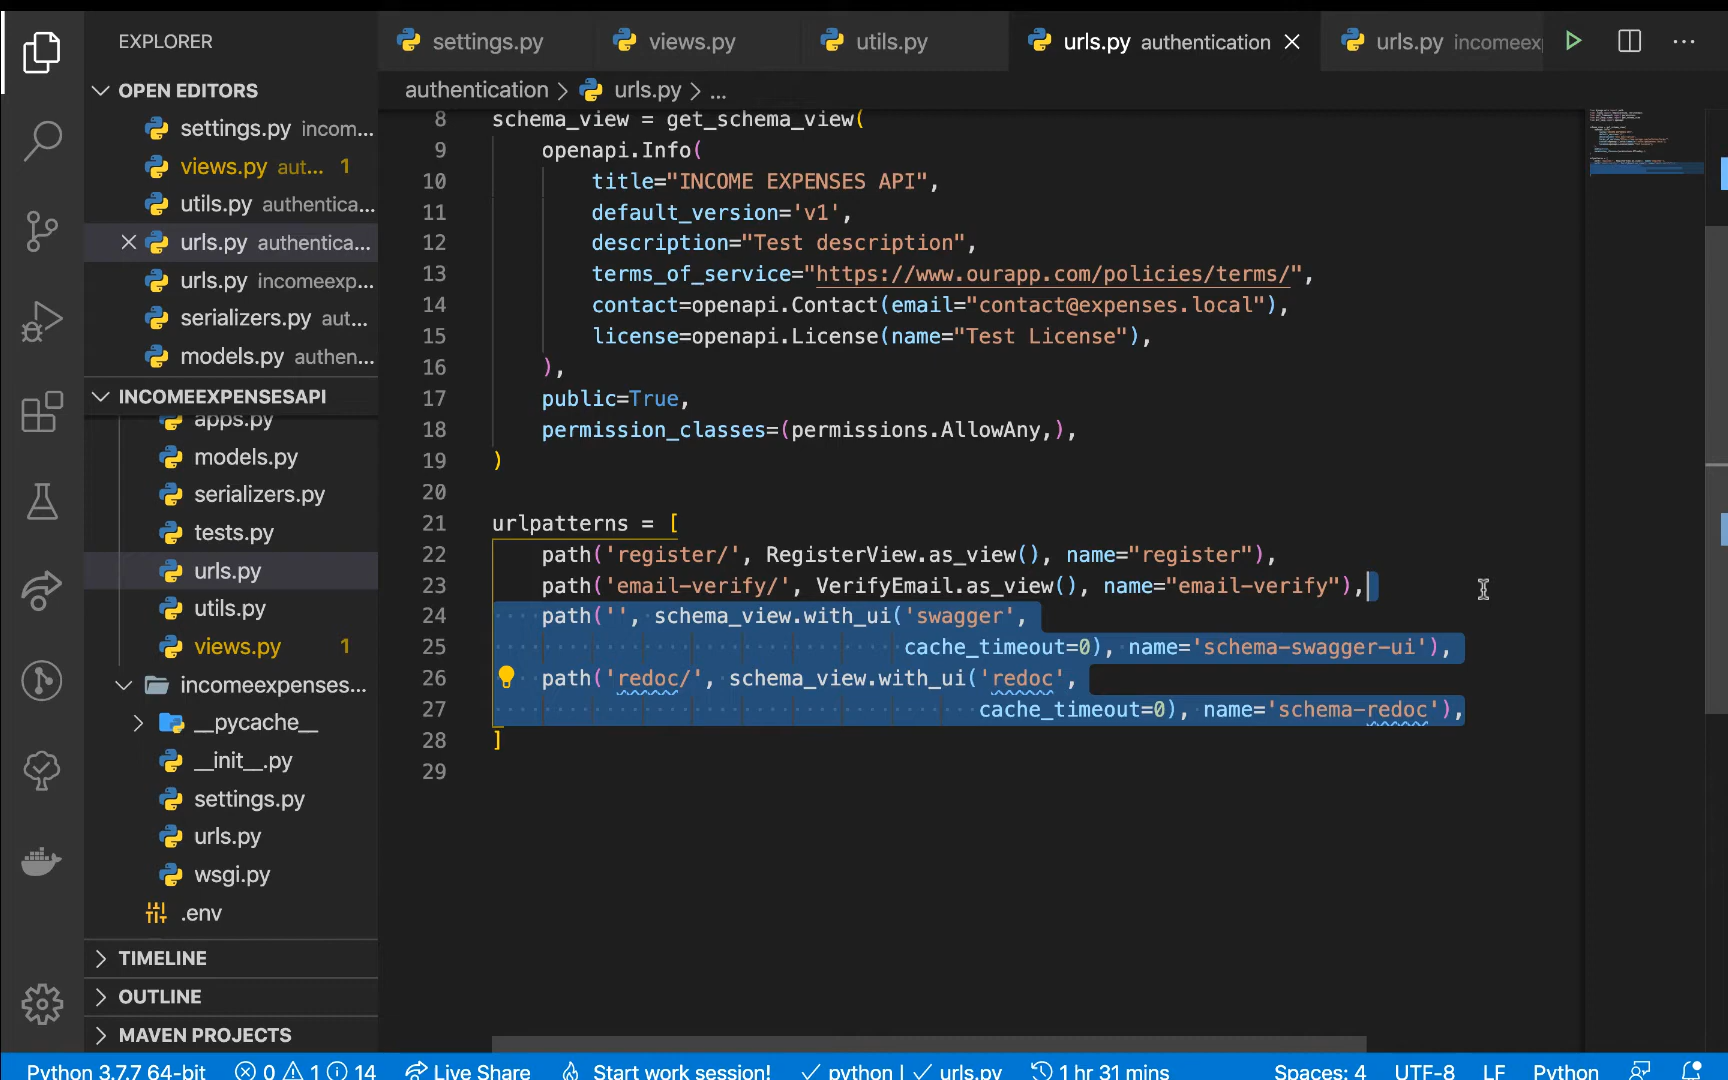 EXPLORER
OPEN EDITORS
settings.py incom...
views.py aut... 1
utils.py authentica...
urls.py authentica...
urls.py incomeexp...
serializers.py aut...
models.py authen...
INCOMEEXPENSESAPI
apps.py
models.py
serializers.py
tests.py
urls.py
utils.py
views.py 1
incomeexpenses...
__pycache__
__init__.py
settings.py
urls.py
wsgi.py
.env
TIMELINE
OUTLINE
MAVEN PROJECTS
settings.py views.py utils.py urls.py authentication urls.py incomeex
authentication > urls.py > ...
8 schema_view = get_schema_view(
9 openapi.Info(
10 title="INCOME EXPENSES API",
11 default_version='v1',
12 description="Test description",
13 terms_of_service="https://www.ourapp.com/policies/terms/",
14 contact=openapi.Contact(email="contact@expenses.local"),
15 license=openapi.License(name="Test License"),
16 ),
17 public=True,
18 permission_classes=(permissions.AllowAny,),
19 )
20
21 urlpatterns = [
22 path('register/', RegisterView.as_view(), name="register"),
23 path('email-verify/', VerifyEmail.as_view(), name="email-verify"),
24 path('', schema_view.with_ui('swagger',
25 cache_timeout=0), name='schema-swagger-ui'),
26 path('redoc/', schema_view.with_ui('redoc',
27 cache_timeout=0), name='schema-redoc'),
28 ]
29
Python 3.7.7 64-bit 0 1 14 Live Share Start work session! python | urls.py 1 hr 31 mins Spaces: 4 UTF-8 LF Python